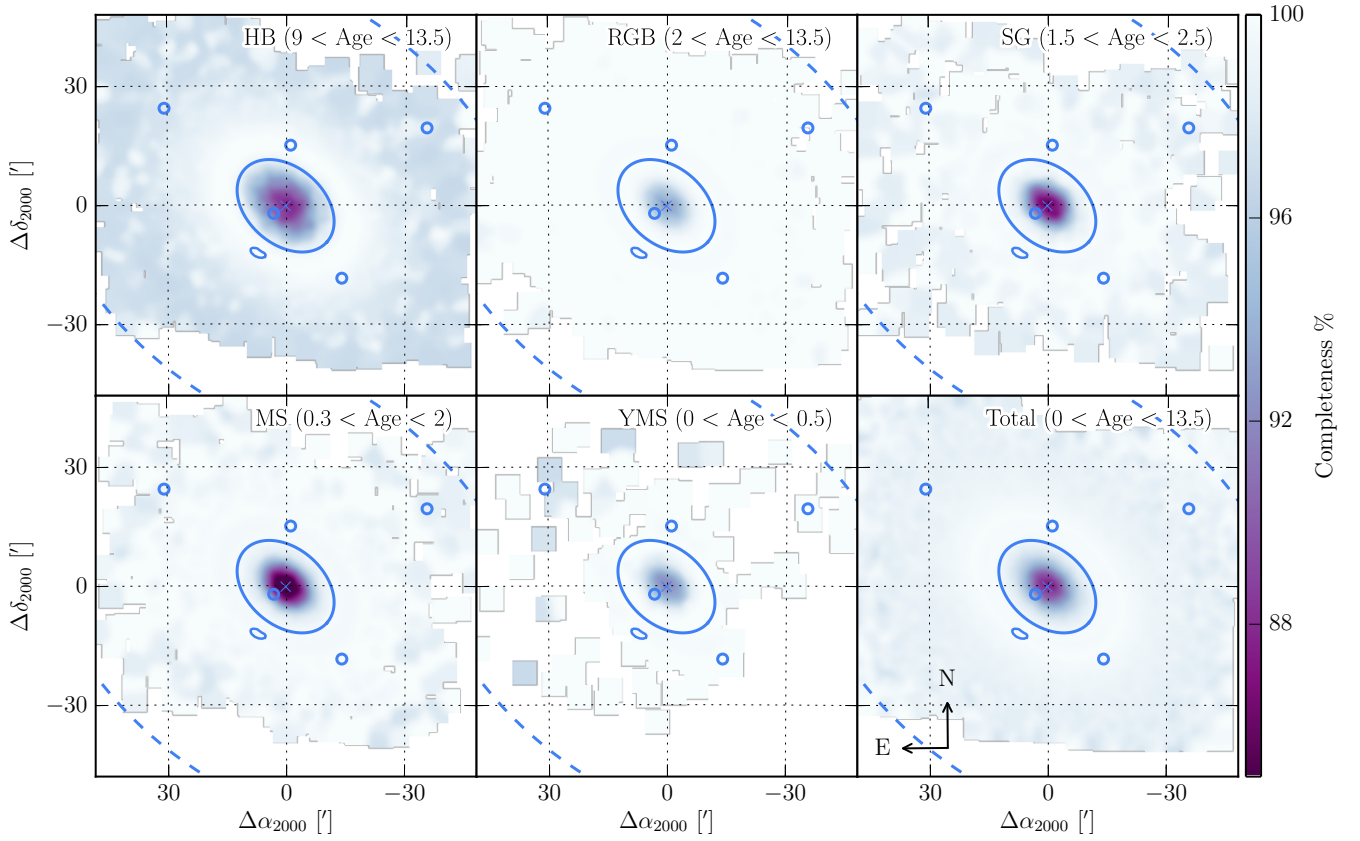 HB (9 < Age < 13.5)
RGB (2 < Age < 13.5)
SG (1.5 < Age < 2.5)
100
30
0
−30
Δδ2000 [′]
96
92
88
Completeness %
MS (0.3 < Age < 2)
YMS (0 < Age < 0.5)
Total (0 < Age < 13.5)
30
0
−30
Δδ2000 [′]
N
E
30 0 −30
30 0 −30
30 0 −30
Δα2000 [′]
Δα2000 [′]
Δα2000 [′]